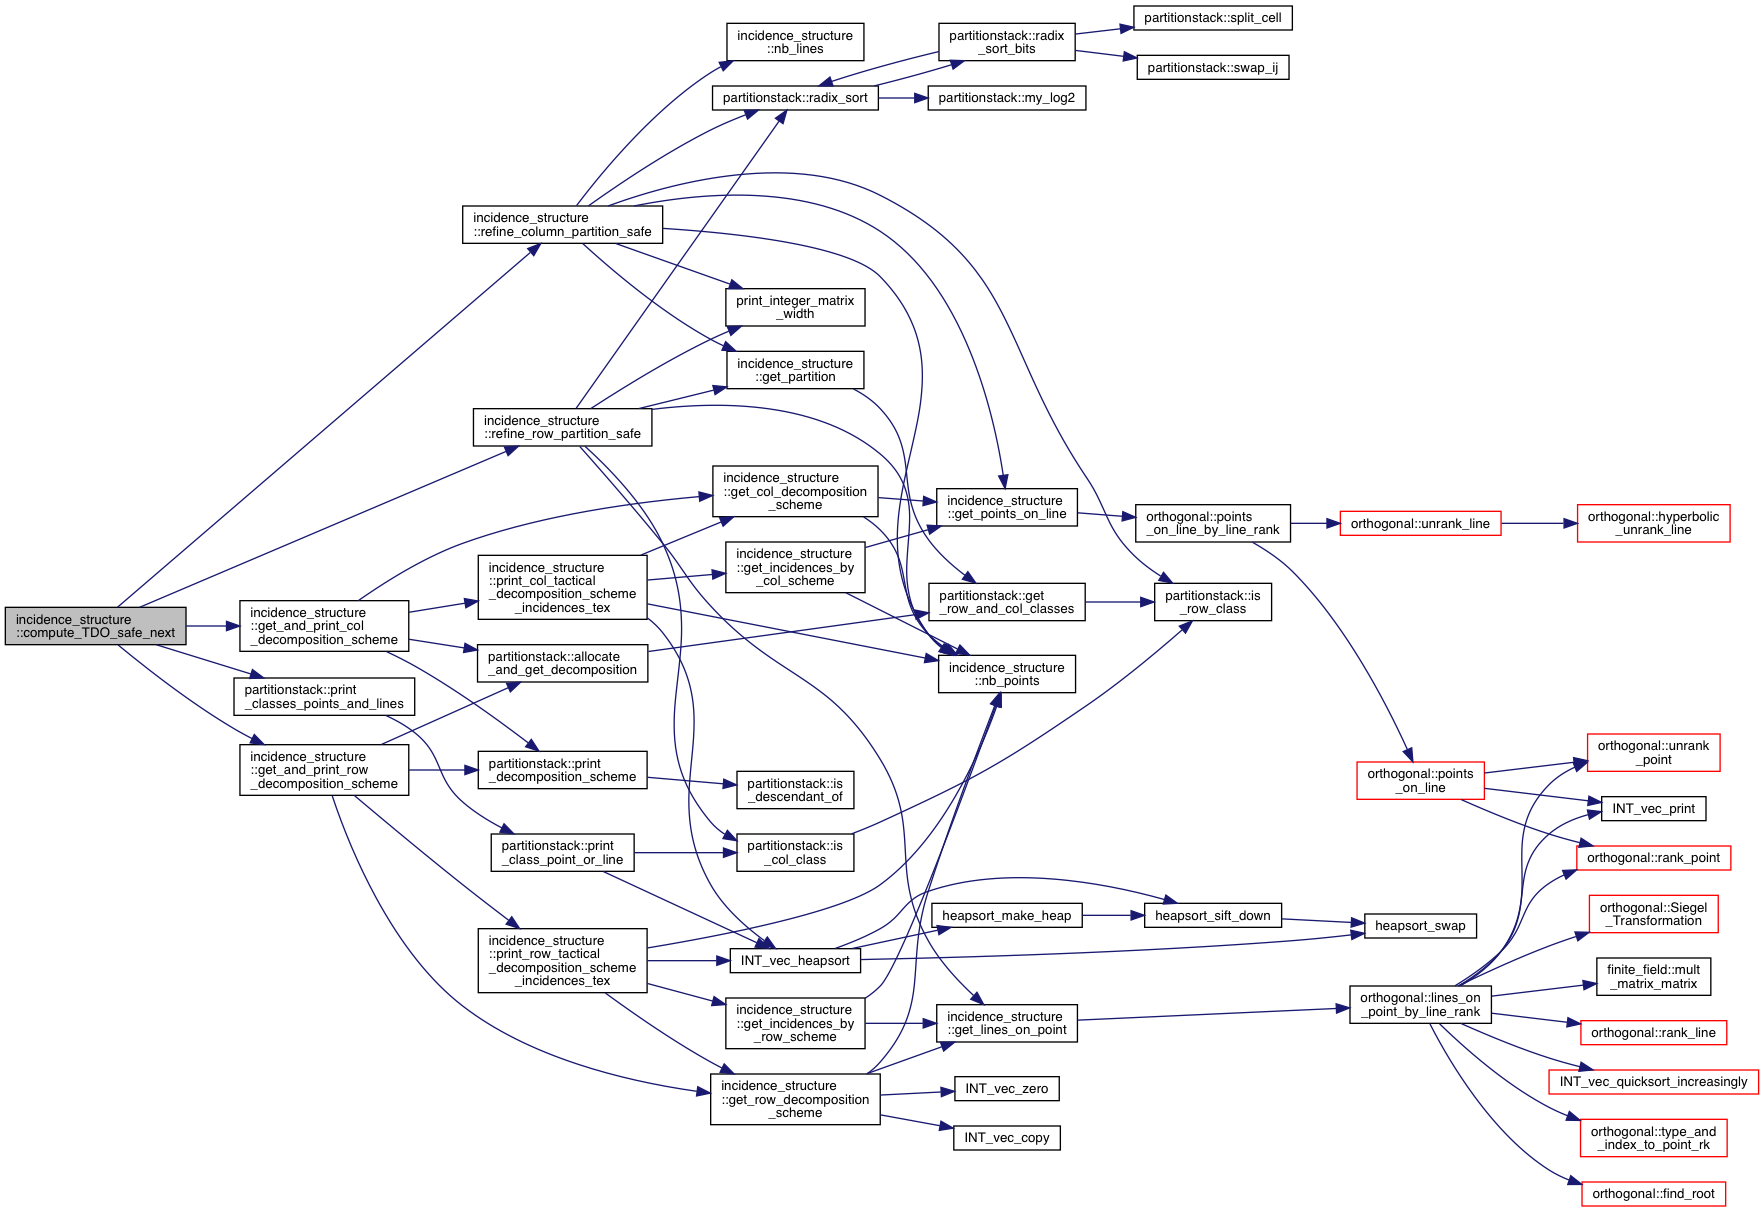 incidence_structure
::compute_TDO_safe_next
incidence_structure
::refine_column_partition_safe
incidence_structure
::refine_row_partition_safe
incidence_structure
::get_and_print_col
_decomposition_scheme
partitionstack::print
_classes_points_and_lines
incidence_structure
::get_and_print_row
_decomposition_scheme
incidence_structure
::print_col_tactical
_decomposition_scheme
_incidences_tex
partitionstack::allocate
_and_get_decomposition
partitionstack::print
_decomposition_scheme
partitionstack::print
_class_point_or_line
incidence_structure
::print_row_tactical
_decomposition_scheme
_incidences_tex
incidence_structure
::nb_lines
partitionstack::radix_sort
print_integer_matrix
_width
incidence_structure
::get_partition
incidence_structure
::get_col_decomposition
_scheme
incidence_structure
::get_incidences_by
_col_scheme
partitionstack::is
_descendant_of
partitionstack::is
_col_class
INT_vec_heapsort
incidence_structure
::get_incidences_by
_row_scheme
incidence_structure
::get_row_decomposition
_scheme
partitionstack::radix
_sort_bits
partitionstack::my_log2
incidence_structure
::get_points_on_line
partitionstack::get
_row_and_col_classes
incidence_structure
::nb_points
heapsort_make_heap
incidence_structure
::get_lines_on_point
INT_vec_zero
INT_vec_copy
partitionstack::split_cell
partitionstack::swap_ij
orthogonal::points
_on_line_by_line_rank
partitionstack::is
_row_class
heapsort_sift_down
orthogonal::unrank_line
orthogonal::points
_on_line
heapsort_swap
orthogonal::lines_on
_point_by_line_rank
orthogonal::hyperbolic
_unrank_line
orthogonal::unrank
_point
INT_vec_print
orthogonal::rank_point
orthogonal::Siegel
_Transformation
finite_field::mult
_matrix_matrix
orthogonal::rank_line
INT_vec_quicksort_increasingly
orthogonal::type_and
_index_to_point_rk
orthogonal::find_root